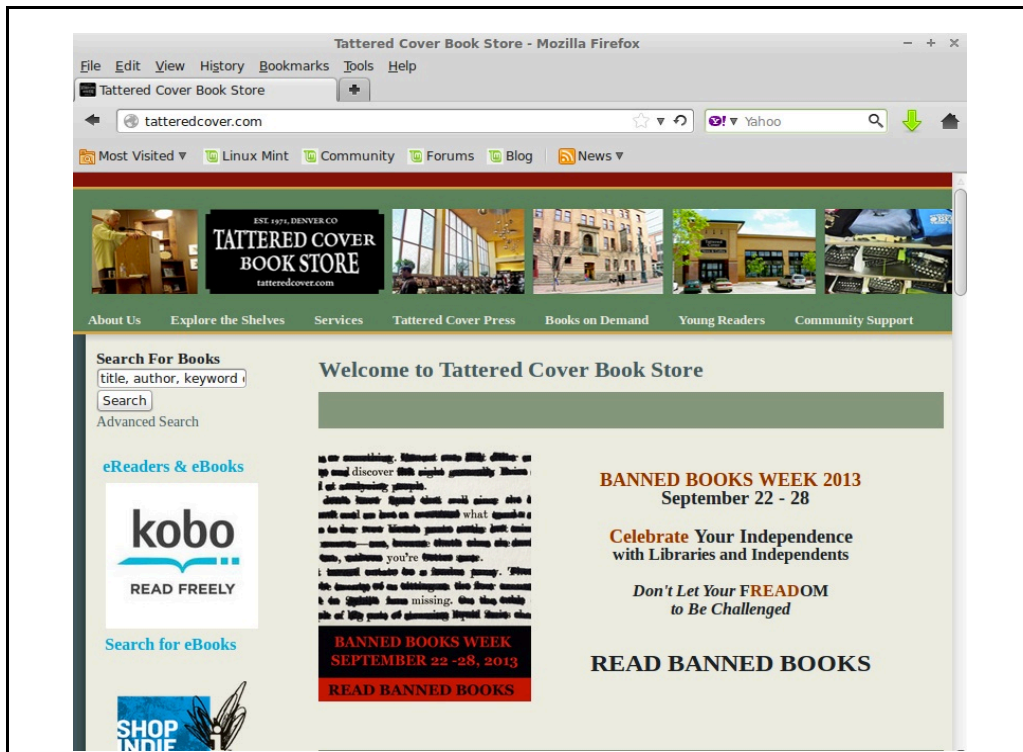 Tattered Cover Book Store - Mozilla Firefox
File Edit View History Bookmarks Tools Help
Tattered Cover Book Store
tatteredcover.com
Yahoo
Most Visited Linux Mint Community Forums Blog News
EST. 1971, DENVER CO
TATTERED COVER
BOOK STORE
tatteredcover.com
About Us Explore the Shelves Services Tattered Cover Press Books on Demand Young Readers Community Support
Search For Books
title, author, keyword
Search
Advanced Search
eReaders & eBooks
kobo
READ FREELY
Search for eBooks
SHOP
INDIE
Welcome to Tattered Cover Book Store
discover
what
you're
missing.
BANNED BOOKS WEEK
SEPTEMBER 22 -28, 2013
READ BANNED BOOKS
BANNED BOOKS WEEK 2013
September 22 - 28
Celebrate Your Independence
with Libraries and Independents
Don't Let Your FREADOM
to Be Challenged
READ BANNED BOOKS